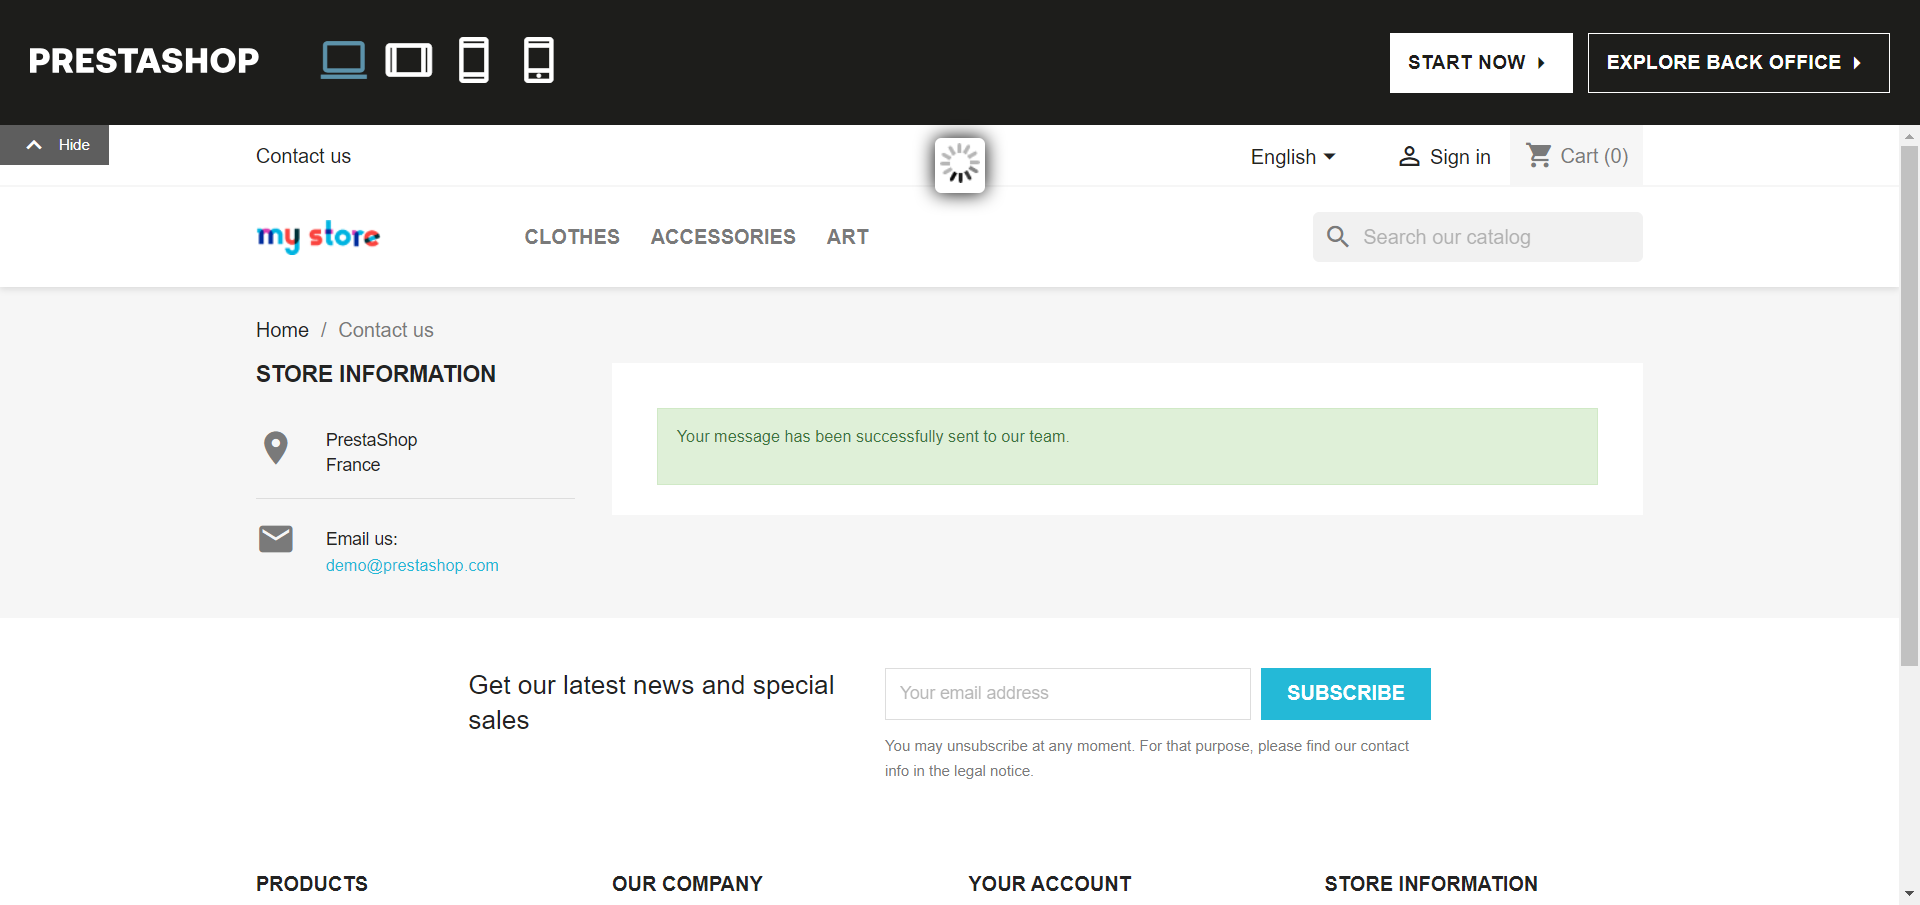 PRESTASHOP
START NOW
EXPLORE BACK OFFICE
Hide
Contact us
English
Sign in
Cart (0)
my store
CLOTHES
ACCESSORIES
ART
Search our catalog
Home / Contact us
STORE INFORMATION
PrestaShop
France
Email us:
demo@prestashop.com
Your message has been successfully sent to our team.
Get our latest news and special
sales
Your email address
SUBSCRIBE
You may unsubscribe at any moment. For that purpose, please find our contact
info in the legal notice.
PRODUCTS
OUR COMPANY
YOUR ACCOUNT
STORE INFORMATION